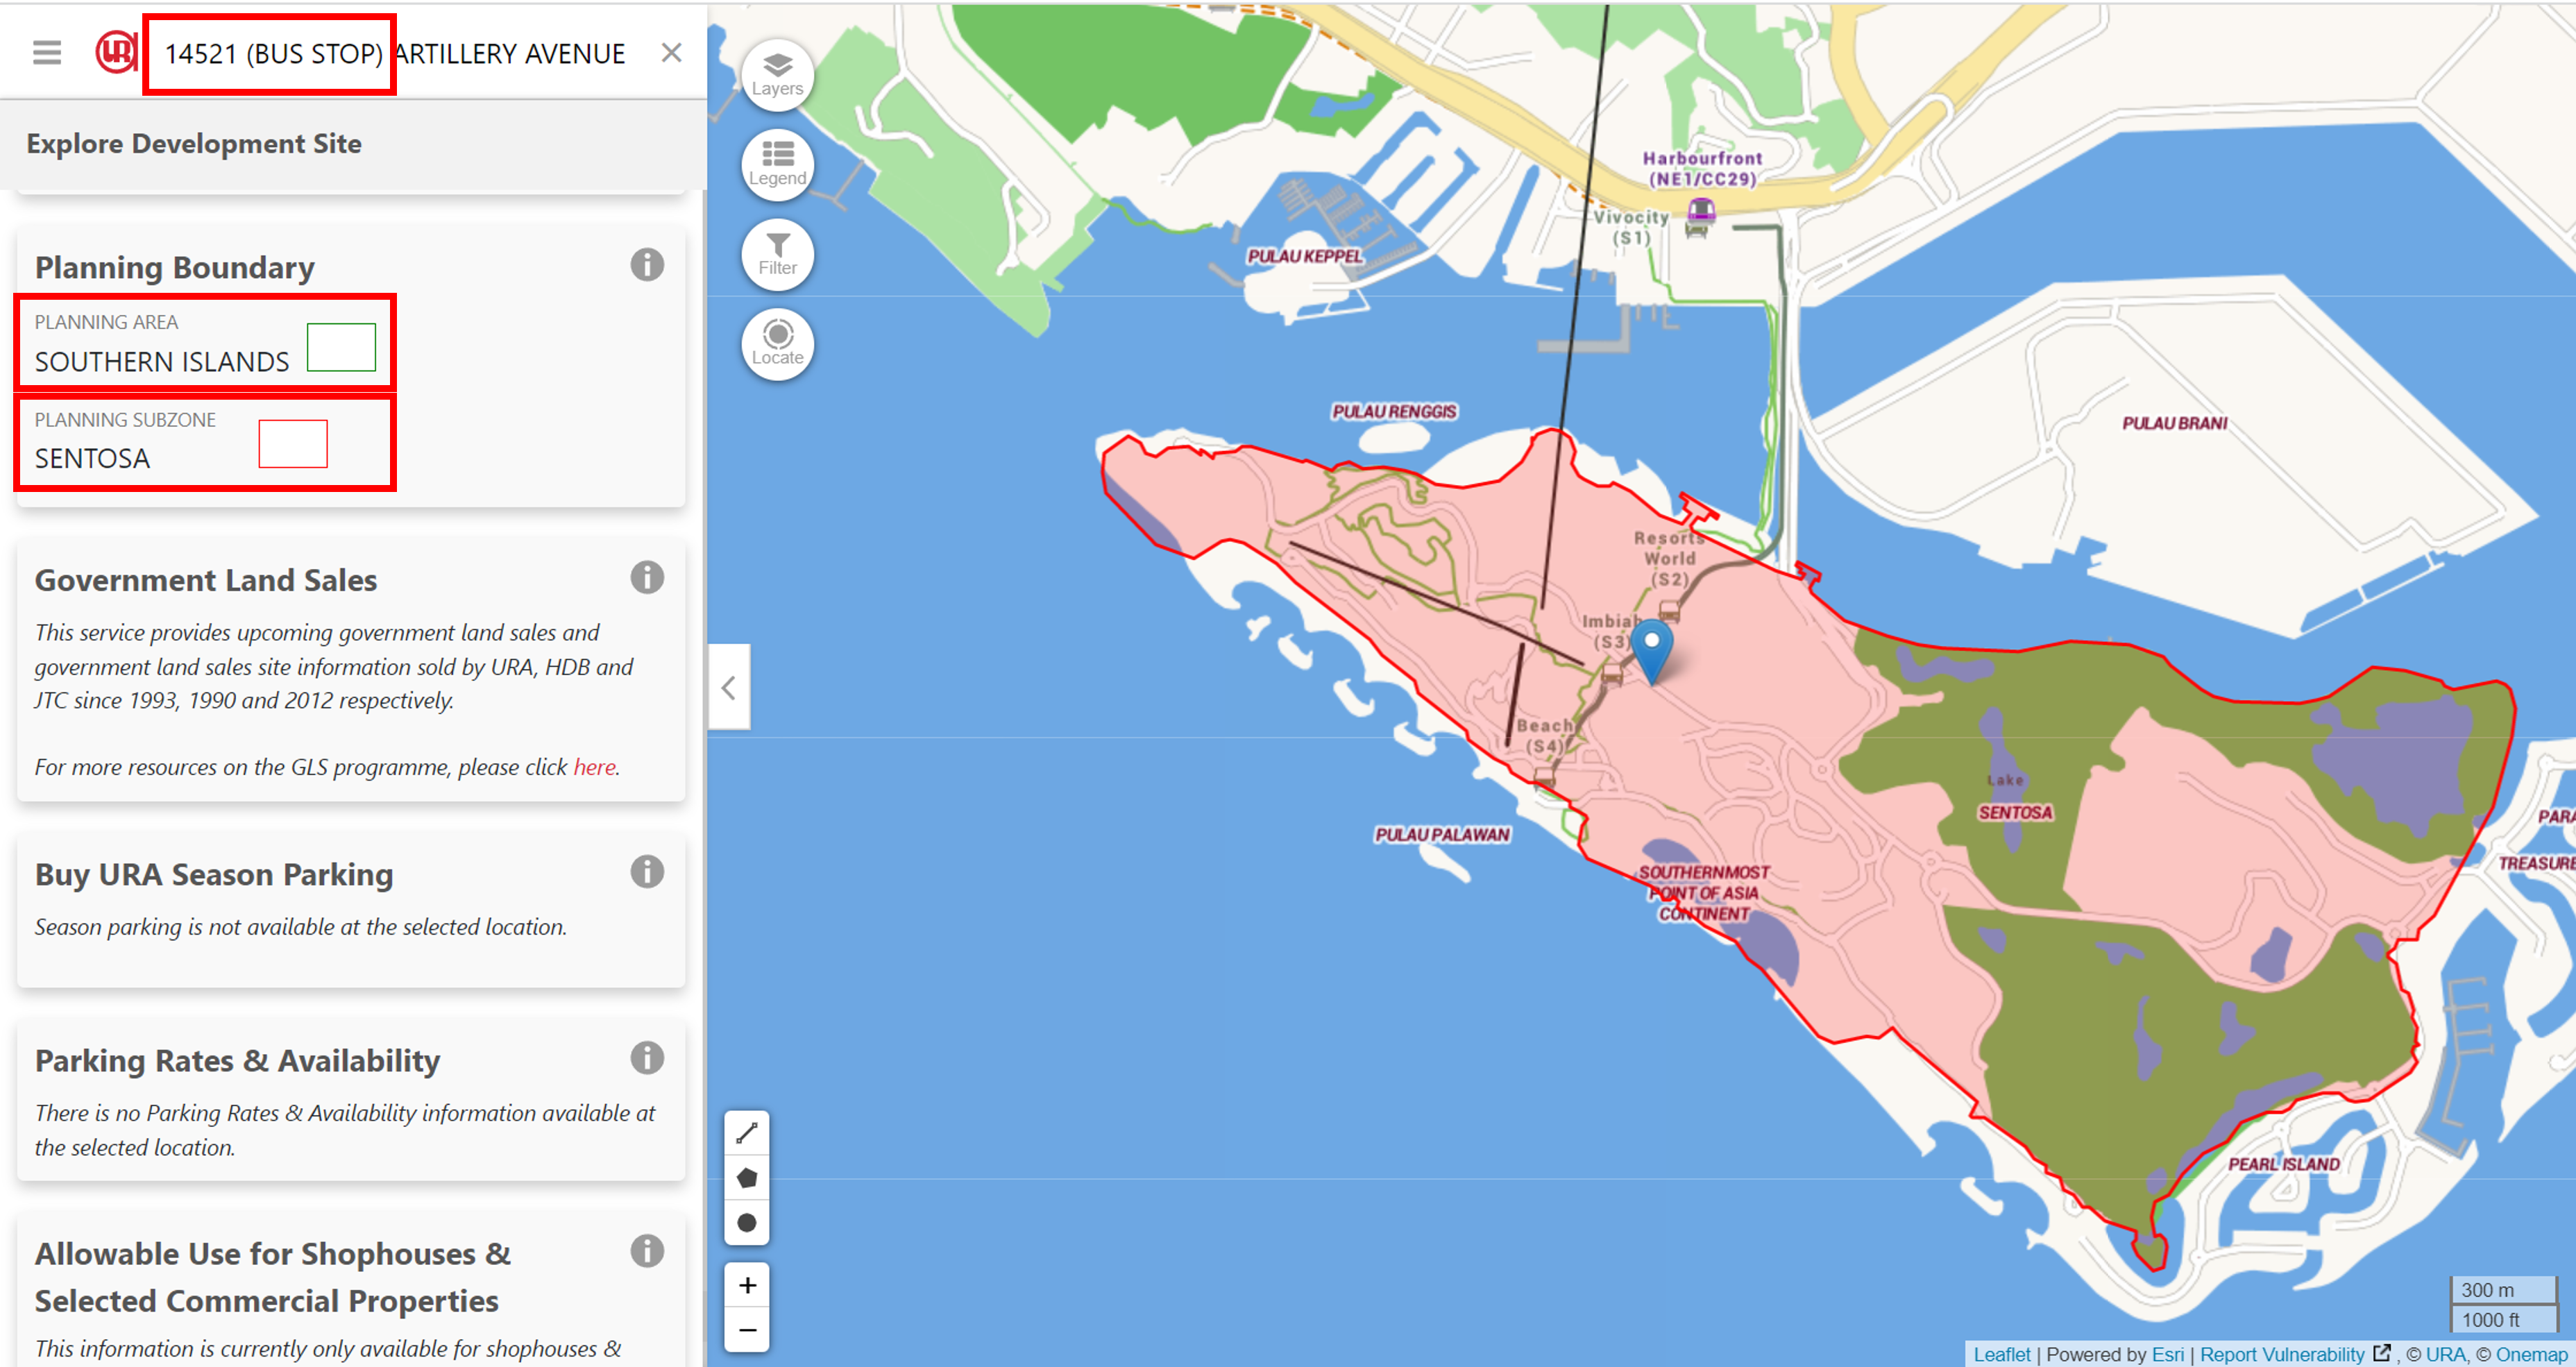 UR
14521 (BUS STOP) ARTILLERY AVENUE
Explore Development Site
Planning Boundary
PLANNING AREA
SOUTHERN ISLANDS
PLANNING SUBZONE
SENTOSA
Government Land Sales
This service provides upcoming government land sales and
government land sales site information sold by URA, HDB and
JTC since 1993, 1990 and 2012 respectively.
For more resources on the GLS programme, please click here.
Buy URA Season Parking
Season parking is not available at the selected location.
Parking Rates & Availability
There is no Parking Rates & Availability information available at
the selected location.
Allowable Use for Shophouses &
Selected Commercial Properties
This information is currently only available for shophouses &
Layers
Legend
Filter
Locate
Harbourfront
(NE1/CC29)
Vivocity
(S1)
PULAU KEPPEL
PULAU RENGGIS
PULAU BRANI
Resorts
World
(S2)
Imbiah
(S3)
Beach
(S4)
Lake
SENTOSA
PULAU PALAWAN
SOUTHERNMOST
POINT OF ASIA
CONTINENT
PARA
TREASURE
PEARL ISLAND
+
−
300 m
1000 ft
Leaflet | Powered by Esri | Report Vulnerability , © URA, © Onemap